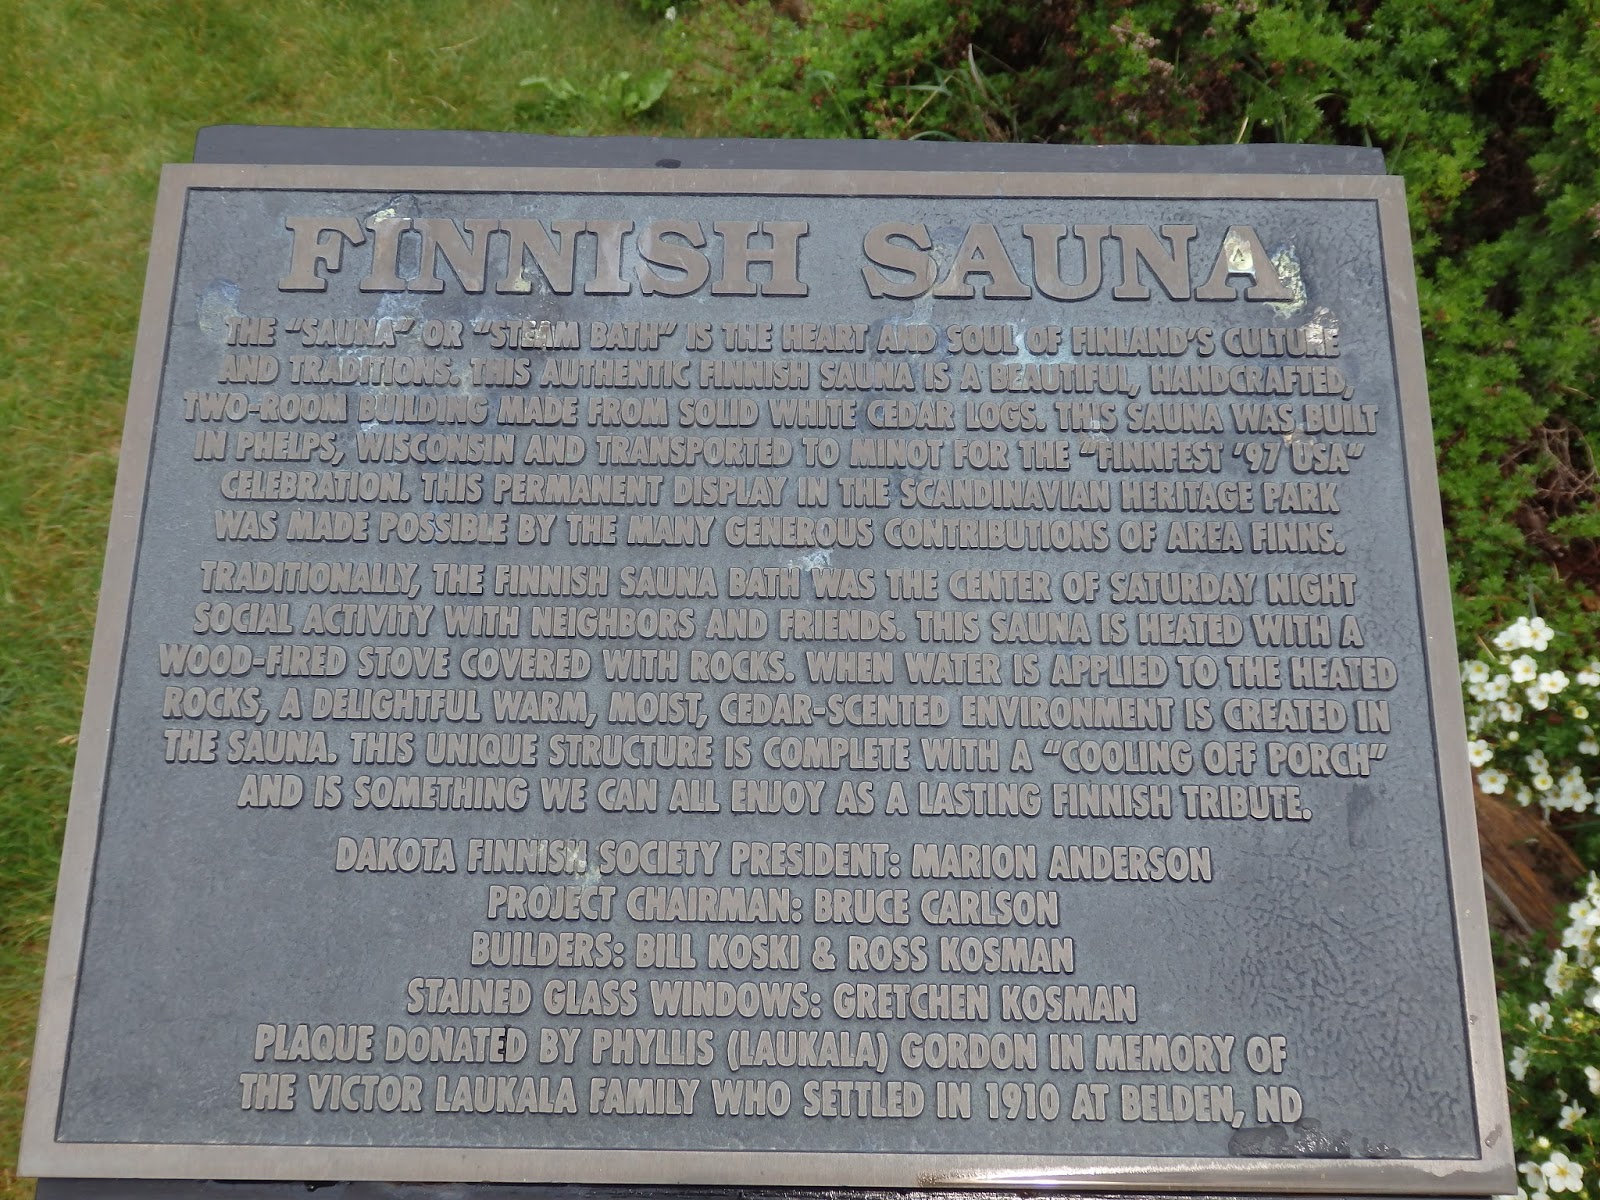 FINNISH SAUNA
THE "SAUNA" OR "STEAM BATH" IS THE HEART AND SOUL OF FINLAND'S CULTURE
AND TRADITIONS. THIS AUTHENTIC FINNISH SAUNA IS A BEAUTIFUL, HANDCRAFTED,
TWO-ROOM BUILDING MADE FROM SOLID WHITE CEDAR LOGS. THIS SAUNA WAS BUILT
IN PHELPS, WISCONSIN AND TRANSPORTED TO MINOT FOR THE "FINNFEST '97 USA"
CELEBRATION. THIS PERMANENT DISPLAY IN THE SCANDINAVIAN HERITAGE PARK
WAS MADE POSSIBLE BY THE MANY GENEROUS CONTRIBUTIONS OF AREA FINNS.
TRADITIONALLY, THE FINNISH SAUNA BATH WAS THE CENTER OF SATURDAY NIGHT
SOCIAL ACTIVITY WITH NEIGHBORS AND FRIENDS. THIS SAUNA IS HEATED WITH A
WOOD-FIRED STOVE COVERED WITH ROCKS. WHEN WATER IS APPLIED TO THE HEATED
ROCKS, A DELIGHTFUL WARM, MOIST, CEDAR-SCENTED ENVIRONMENT IS CREATED IN
THE SAUNA. THIS UNIQUE STRUCTURE IS COMPLETE WITH A "COOLING OFF PORCH"
AND IS SOMETHING WE CAN ALL ENJOY AS A LASTING FINNISH TRIBUTE.
DAKOTA FINNISH SOCIETY PRESIDENT: MARION ANDERSON
PROJECT CHAIRMAN: BRUCE CARLSON
BUILDERS: BILL KOSKI & ROSS KOSMAN
STAINED GLASS WINDOWS: GRETCHEN KOSMAN
PLAQUE DONATED BY PHYLLIS (LAUKALA) GORDON IN MEMORY OF
THE VICTOR LAUKALA FAMILY WHO SETTLED IN 1910 AT BELDEN, ND